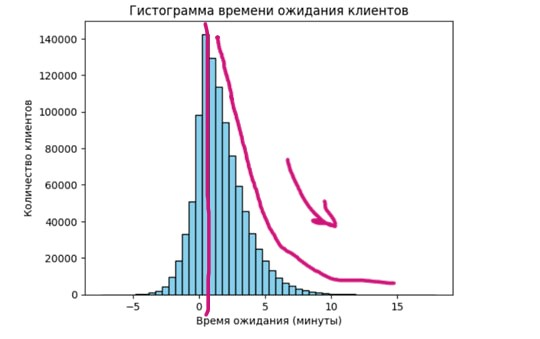 Гистограмма времени ожидания клиентов
140000
120000
100000
80000
60000
40000
20000
0
Количество клиентов
−5 0 5 10 15
Время ожидания (минуты)